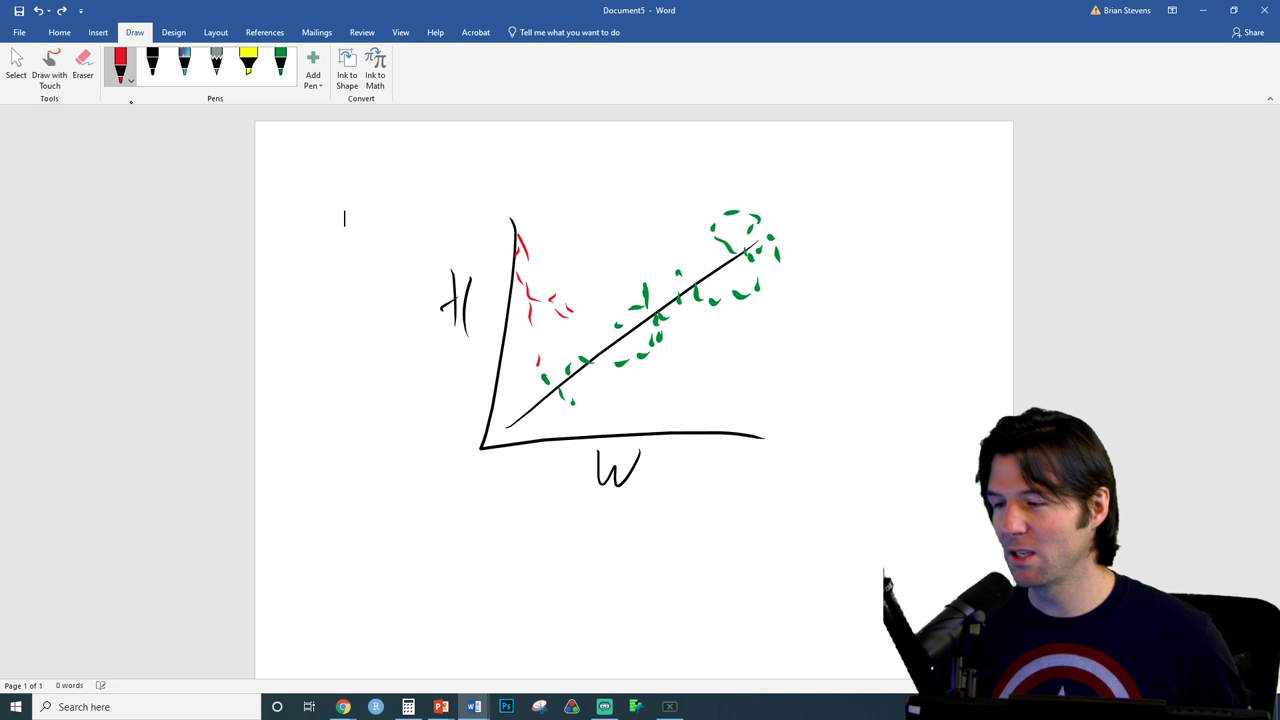 Document5 - Word
Brian Stevens
File Home Insert Draw Design Layout References Mailings Review View Help Acrobat Tell me what you want to do Share
Select Draw with Touch Eraser Add Pen Ink to Shape Ink to Math
Tools Pens Convert
H
W
Page 1 of 1 0 words
Search here